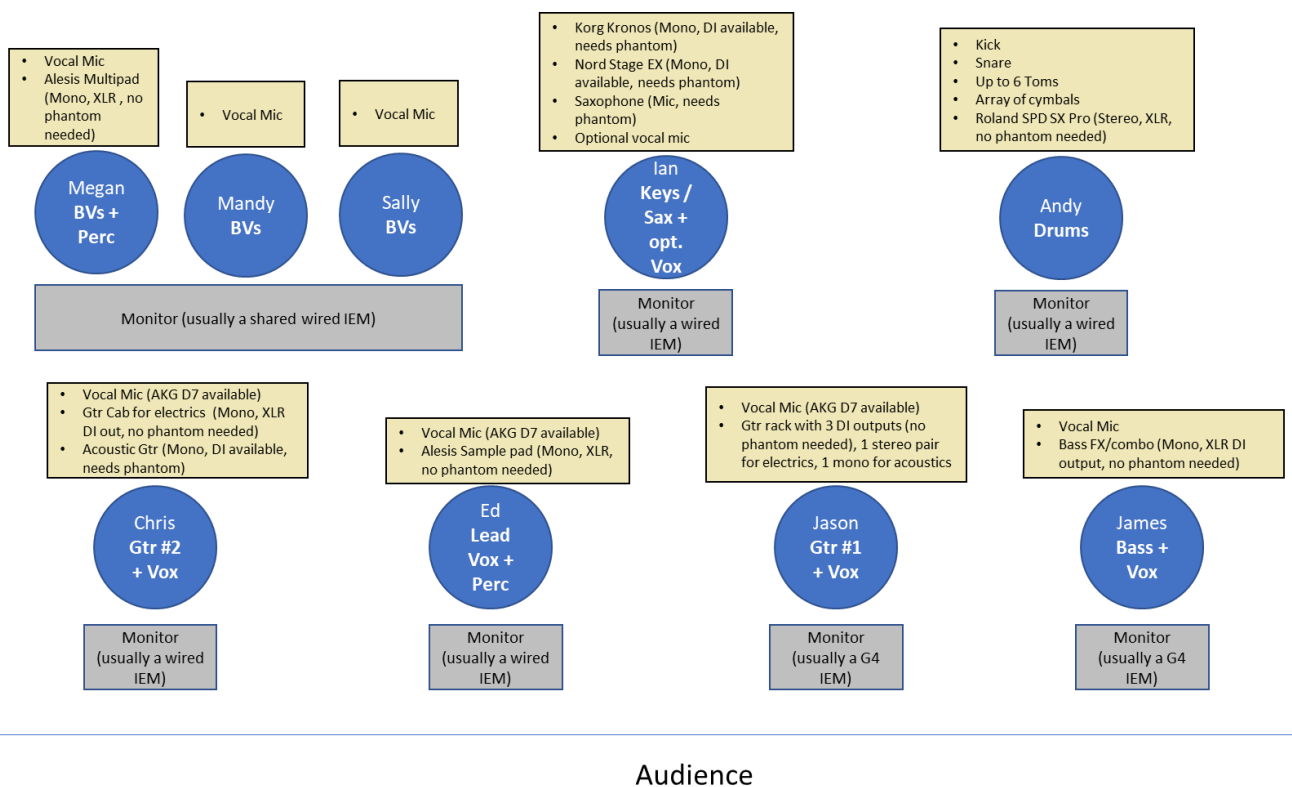 • Vocal Mic
• Alesis Multipad
(Mono, XLR , no
phantom
needed)
• Vocal Mic
• Vocal Mic
• Korg Kronos (Mono, DI available,
needs phantom)
• Nord Stage EX (Mono, DI
available, needs phantom)
• Saxophone (Mic, needs
phantom)
• Optional vocal mic
• Kick
• Snare
• Up to 6 Toms
• Array of cymbals
• Roland SPD SX Pro (Stereo, XLR,
no phantom needed)
Megan
BVs +
Perc
Mandy
BVs
Sally
BVs
Ian
Keys /
Sax +
opt.
Vox
Andy
Drums
Monitor (usually a shared wired IEM)
Monitor
(usually a wired
IEM)
Monitor
(usually a wired
IEM)
• Vocal Mic (AKG D7 available)
• Gtr Cab for electrics (Mono, XLR
DI out, no phantom needed)
• Acoustic Gtr (Mono, DI available,
needs phantom)
• Vocal Mic (AKG D7 available)
• Alesis Sample pad (Mono, XLR,
no phantom needed)
• Vocal Mic (AKG D7 available)
• Gtr rack with 3 DI outputs (no
phantom needed), 1 stereo pair
for electrics, 1 mono for acoustics
• Vocal Mic
• Bass FX/combo (Mono, XLR DI
output, no phantom needed)
Chris
Gtr #2
+ Vox
Ed
Lead
Vox +
Perc
Jason
Gtr #1
+ Vox
James
Bass +
Vox
Monitor
(usually a wired
IEM)
Monitor
(usually a wired
IEM)
Monitor
(usually a G4
IEM)
Monitor
(usually a G4
IEM)
Audience